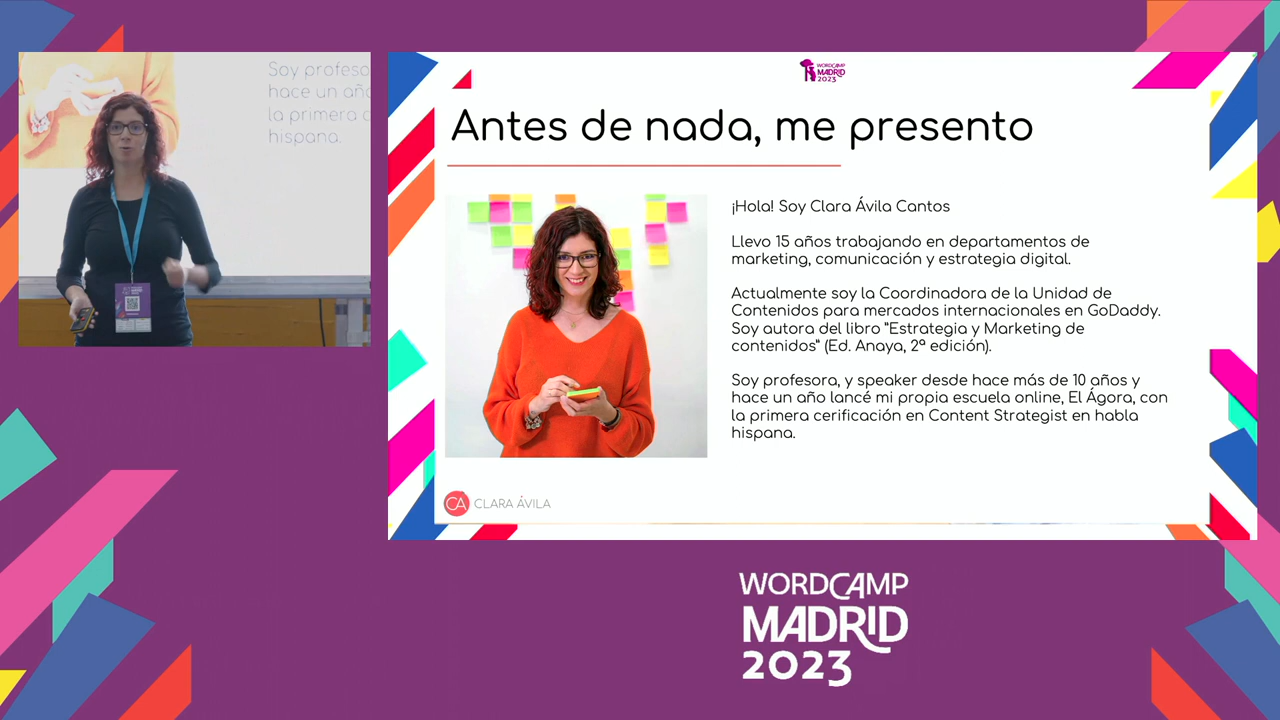 Soy profeso
hace un año
la primera c
hispana.
WORDCAMP
MADRID
2023
Antes de nada, me presento
¡Hola! Soy Clara Ávila Cantos
Llevo 15 años trabajando en departamentos de
marketing, comunicación y estrategia digital.
Actualmente soy la Coordinadora de la Unidad de
Contenidos para mercados internacionales en GoDaddy.
Soy autora del libro "Estrategia y Marketing de
contenidos" (Ed. Anaya, 2ª edición).
Soy profesora, y speaker desde hace más de 10 años y
hace un año lancé mi propia escuela online, El Ágora, con
la primera cerificación en Content Strategist en habla
hispana.
CA CLARA ÁVILA
WORDCAMP
MADRID
2023